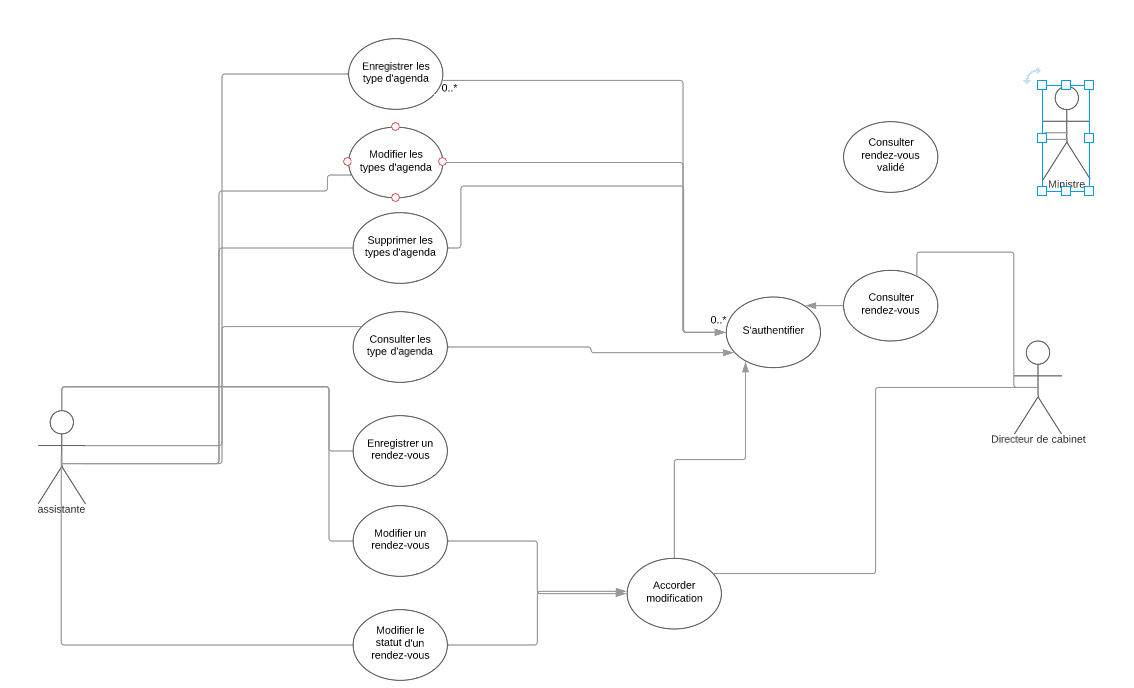 Enregistrer les
type d'agenda
0..*
Modifier les
types d'agenda
Consulter
rendez-vous
validé
Ministre
Supprimer les
types d'agenda
Consulter
rendez-vous
0..*
S'authentifier
Consulter les
type d'agenda
Directeur de cabinet
Enregistrer un
rendez-vous
assistante
Modifier un
rendez-vous
Accorder
modification
Modifier le
statut d'un
rendez-vous